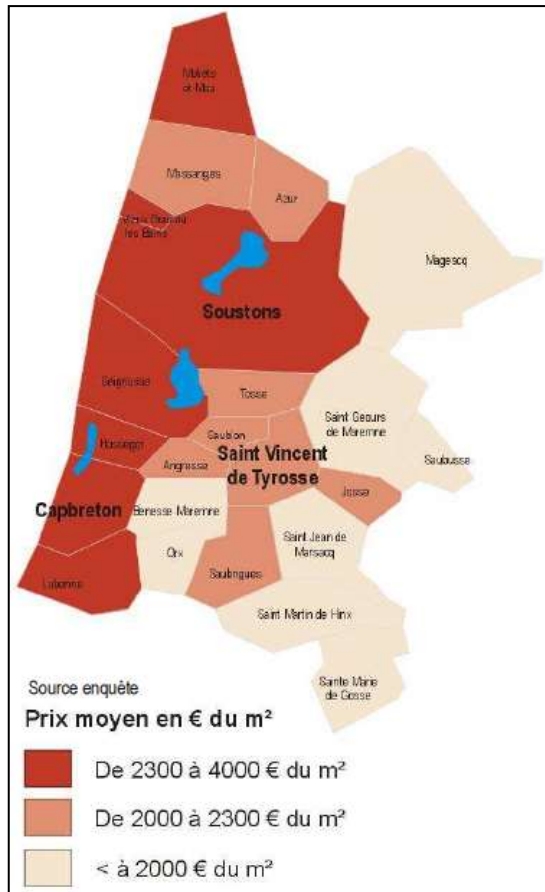 Moliets
et Maa
Messanges
Azur
Vieux Boucau
les Bains
Magescq
Soustons
Seignosse
Tosse
Saint Geours
de Maremne
Saubion
Hossegor
Saint Vincent
de Tyrosse
Saubusse
Angresse
Josse
Capbreton
Benesse Maremne
Saint Jean de
Marsacq
Orx
Saubrigues
Labenne
Saint Martin de Hinx
Sainte Marie
de Gosse
Source enquête
Prix moyen en € du m²
De 2300 à 4000 € du m²
De 2000 à 2300 € du m²
< à 2000 € du m²